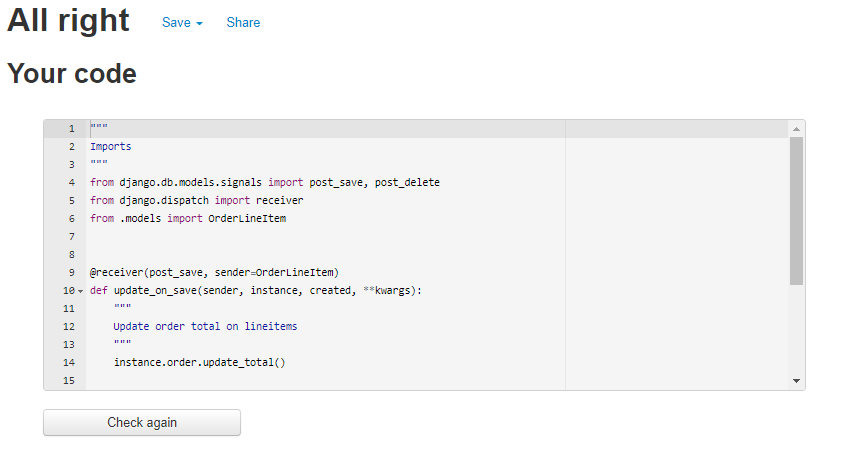 All right Save Share
Your code
1 """
2 Imports
3 """
4 from django.db.models.signals import post_save, post_delete
5 from django.dispatch import receiver
6 from .models import OrderLineItem
7
8
9 @receiver(post_save, sender=OrderLineItem)
10 def update_on_save(sender, instance, created, **kwargs):
11     """
12     Update order total on lineitems
13     """
14     instance.order.update_total()
15
Check again